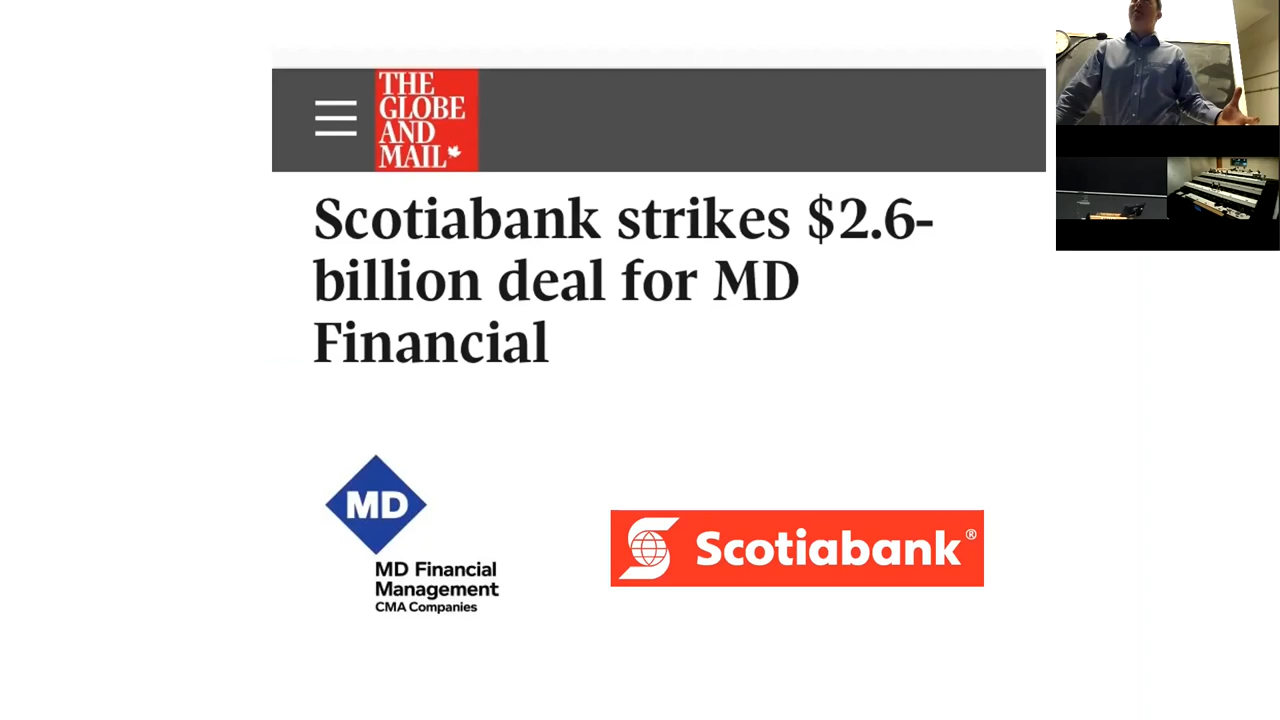 THE
GLOBE
AND
MAIL
Scotiabank strikes $2.6-
billion deal for MD
Financial
MD
MD Financial
Management
CMA Companies
Scotiabank®